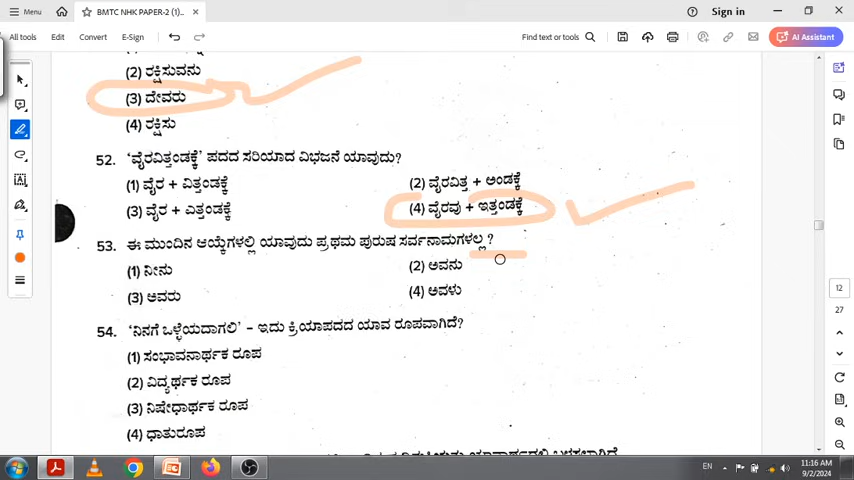 Menu
BMTC NHK PAPER-2 (1)...
Sign in
All tools
Edit
Convert
E-Sign
Find text or tools
AI Assistant
(2) ರಕ್ಷಿಸುವನು
(3) ದೇವರು
(4) ರಕ್ಷಿಸು
52. 'ವೈರವಿತ್ತಂಡಕ್ಕೆ' ಪದದ ಸರಿಯಾದ ವಿಭಜನೆ ಯಾವುದು?
(1) ವೈರ + ವಿತ್ತಂಡಕ್ಕೆ (2) ವೈರವಿತ್ತ + ಅಂಡಕ್ಕೆ
(3) ವೈರ + ಎತ್ತಂಡಕ್ಕೆ (4) ವೈರವು + ಇತ್ತಂಡಕ್ಕೆ
53. ಈ ಮುಂದಿನ ಆಯ್ಕೆಗಳಲ್ಲಿ ಯಾವುದು ಪ್ರಥಮ ಪುರುಷ ಸರ್ವನಾಮಗಳಲ್ಲ?
(1) ನೀನು (2) ಅವನು
(3) ಅವರು (4) ಅವಳು
54. 'ನಿನಗೆ ಒಳ್ಳೆಯದಾಗಲಿ' – ಇದು ಕ್ರಿಯಾಪದದ ಯಾವ ರೂಪವಾಗಿದೆ?
(1) ಸಂಭಾವನಾರ್ಥಕ ರೂಪ
(2) ವಿದ್ಯರ್ಥಕ ರೂಪ
(3) ನಿಷೇಧಾರ್ಥಕ ರೂಪ
(4) ಧಾತುರೂಪ
12
27
EN
11:16 AM
9/2/2024